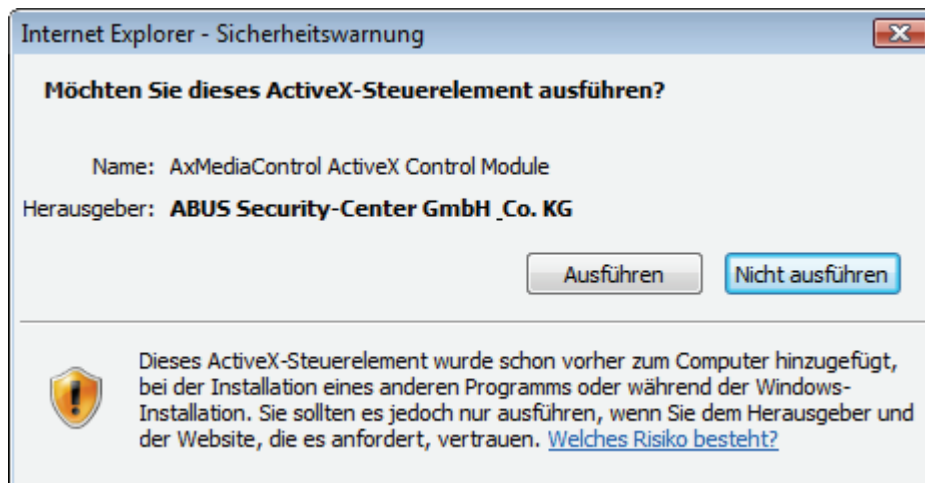 Internet Explorer - Sicherheitswarnung
Möchten Sie dieses ActiveX-Steuerelement ausführen?
Name: AxMediaControl ActiveX Control Module
Herausgeber: ABUS Security-Center GmbH _Co. KG
Ausführen Nicht ausführen
Dieses ActiveX-Steuerelement wurde schon vorher zum Computer hinzugefügt,
bei der Installation eines anderen Programms oder während der Windows-
Installation. Sie sollten es jedoch nur ausführen, wenn Sie dem Herausgeber und
der Website, die es anfordert, vertrauen. Welches Risiko besteht?